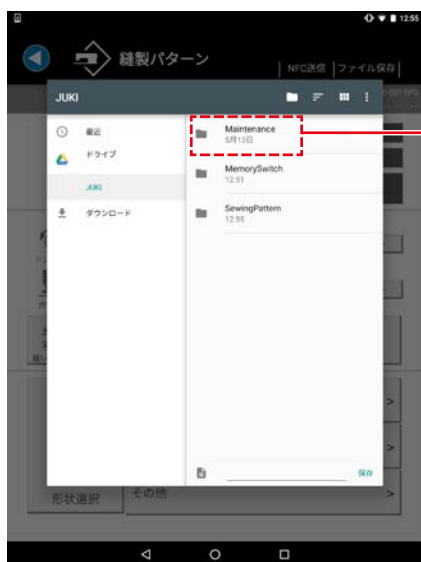 12:55
縫製パターン
NFC送信
ファイル保存
JUKI
最近
ドライブ
JUKI
ダウンロード
Maintenance
5月13日
MemorySwitch
12:51
SewingPattern
12:55
保存
形状選択
その他
>
>
>